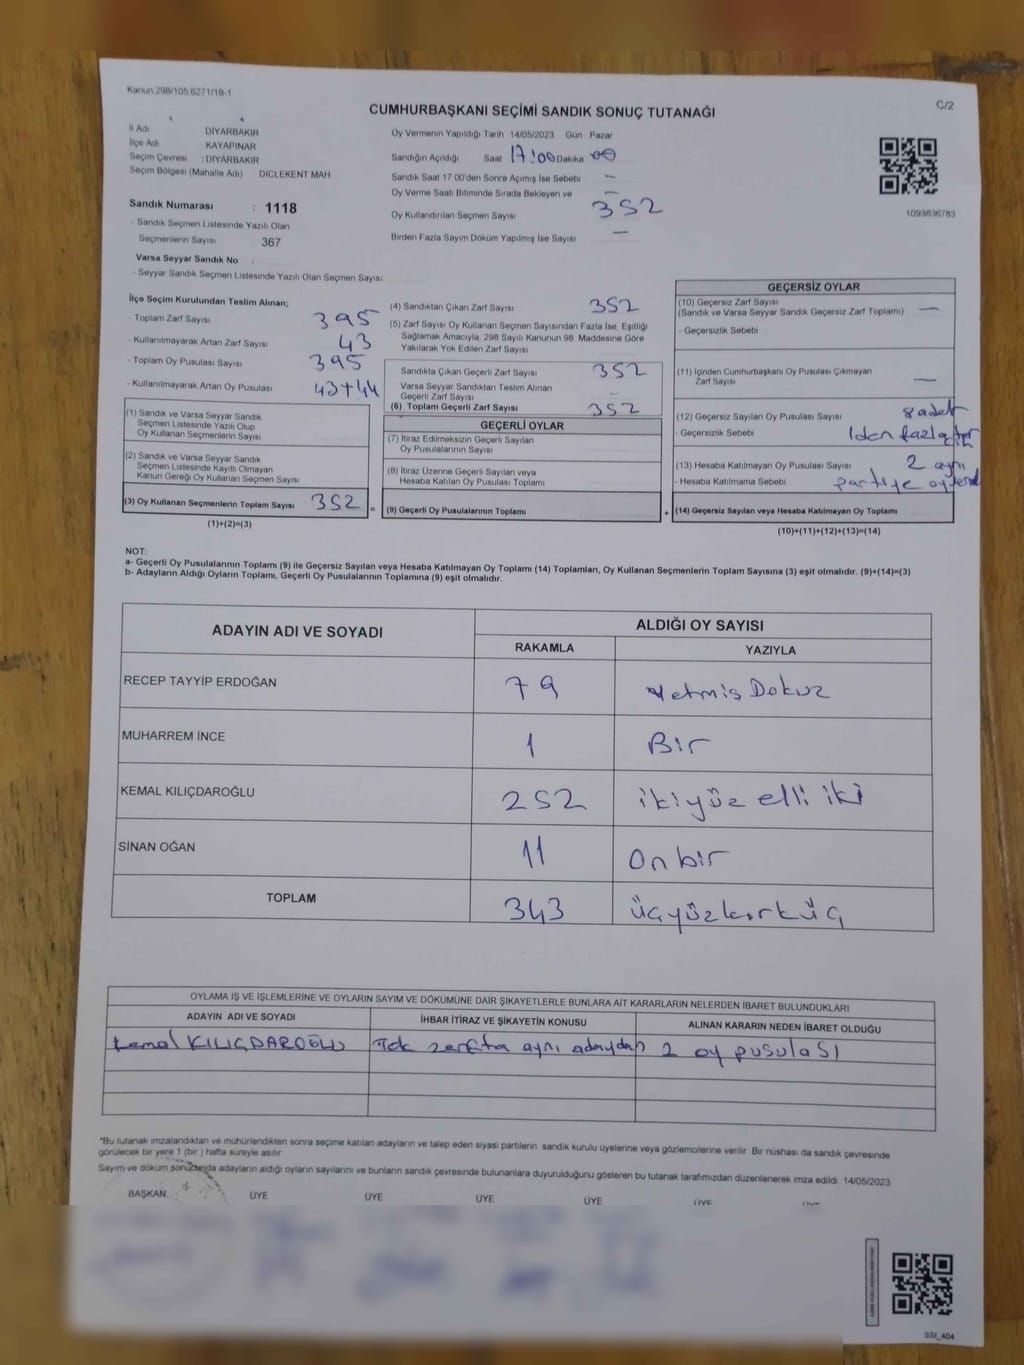 Kanun:298/105,6271/18-1
C/2
CUMHURBAŞKANI SEÇİMİ SANDIK SONUÇ TUTANAĞI
İl Adı DİYARBAKIR
İlçe Adı KAYAPINAR
Seçim Çevresi : DİYARBAKIR
Seçim Bölgesi (Mahalle Adı) DİCLEKENT MAH.
Sandık Numarası : 1118
- Sandık Seçmen Listesinde Yazılı Olan
Seçmenlerin Sayısı : 367
Varsa Seyyar Sandık No :
- Seyyar Sandık Seçmen Listesinde Yazılı Olan Seçmen Sayısı
Oy Vermenin Yapıldığı Tarih 14/05/2023 Gün Pazar
Sandığın Açıldığı Saat 17:00 Dakika 00
Sandık Saat 17.00'den Sonra Açımış İse Sebebi —
Oy Verme Saati Bitiminde Sırada Bekleyen ve —
Oy Kullandırılan Seçmen Sayısı 352
Birden Fazla Sayım Döküm Yapılmış İse Sayısı —
1093836783
İlçe Seçim Kurulundan Teslim Alınan;
- Toplam Zarf Sayısı 395
- Kullanılmayarak Artan Zarf Sayısı 43
- Toplam Oy Pusulası Sayısı 395
- Kullanılmayarak Artan Oy Pusulası 43+44
(1) Sandık ve Varsa Seyyar Sandık
Seçmen Listesinde Yazılı Olup
Oy Kullanan Seçmenlerin Sayısı
(2) Sandık ve Varsa Seyyar Sandık
Seçmen Listesinde Kayıtlı Olmayan
Kanun Gereği Oy Kullanan Seçmen Sayısı
(3) Oy Kullanan Seçmenlerin Toplam Sayısı 352 =
(1)+(2)=(3)
(4) Sandıktan Çıkan Zarf Sayısı 352
(5) Zarf Sayısı Oy Kullanan Seçmen Sayısından Fazla İse, Eşitliği
Sağlamak Amacıyla, 298 Sayılı Kanunun 98. Maddesine Göre
Yakılarak Yok Edilen Zarf Sayısı
Sandıkta Çıkan Geçerli Zarf Sayısı 352
Varsa Seyyar Sandıktan Teslim Alınan
Geçerli Zarf Sayısı —
(6) Toplam Geçerli Zarf Sayısı 352
GEÇERLİ OYLAR
(7) İtiraz Edilmeksizin Geçerli Sayılan
Oy Pusulalarının Sayısı
(8) İtiraz Üzerine Geçerli Sayılan veya
Hesaba Katılan Oy Pusulası Toplamı
(9) Geçerli Oy Pusulalarının Toplamı +
GEÇERSİZ OYLAR
(10) Geçersiz Zarf Sayısı
(Sandık ve Varsa Seyyar Sandık Geçersiz Zarf Toplamı) —
- Geçersizlik Sebebi
(11) İçinden Cumhurbaşkanı Oy Pusulası Çıkmayan
Zarf Sayısı —
(12) Geçersiz Sayılan Oy Pusulası Sayısı 8 adet
- Geçersizlik Sebebi 1den fazla
(13) Hesaba Katılmayan Oy Pusulası Sayısı 2 aynı
- Hesaba Katılmama Sebebi partiye
(14) Geçersiz Sayılan veya Hesaba Katılmayan Oy Toplamı
(10)+(11)+(12)+(13)=(14)
NOT:
a- Geçerli Oy Pusulalarının Toplamı (9) ile Geçersiz Sayılan veya Hesaba Katılmayan Oy Toplamı (14) Toplamları, Oy Kullanan Seçmenlerin Toplam Sayısına (3) eşit olmalıdır. (9)+(14)=(3)
b- Adayların Aldığı Oyların Toplamı, Geçerli Oy Pusulalarının Toplamına (9) eşit olmalıdır.
ADAYIN ADI VE SOYADI
ALDIĞI OY SAYISI
RAKAMLA YAZIYLA
RECEP TAYYİP ERDOĞAN 79 Yetmiş Dokuz
MUHARREM İNCE 1 Bir
KEMAL KILIÇDAROĞLU 252 ikiyüz elli iki
SİNAN OĞAN 11 On bir
TOPLAM 343 üçyüzkırküç
OYLAMA İŞ VE İŞLEMLERİNE VE OYLARIN SAYIM VE DÖKÜMÜNE DAİR ŞİKAYETLERLE BUNLARA AİT KARARLARIN NELERDEN İBARET BULUNDUKLARI
ADAYIN ADI VE SOYADI İHBAR İTİRAZ VE ŞİKAYETİN KONUSU ALINAN KARARIN NEDEN İBARET OLDUĞU
Kemal KILIÇDAROĞLU Tek zarfta aynı adaydan 2 oy pusulası
*Bu tutanak imzalandıktan ve mühürlendikten sonra seçime katılan adayların ve talep eden siyasi partilerin sandık kurulu üyelerine veya gözlemcilerine verilir. Bir nüshası da sandık çevresinde
görülecek bir yere 1 (bir ) hafta süreyle asılır
Sayım ve döküm sonucunda adayların aldığı oyların sayılarını ve bunların sandık çevresinde bulunanlara duyurulduğunu gösteren bu tutanak tarafımızdan düzenlenerek imza edildi. 14/05/2023
BAŞKAN ÜYE ÜYE ÜYE ÜYE ÜYE
SSI_404